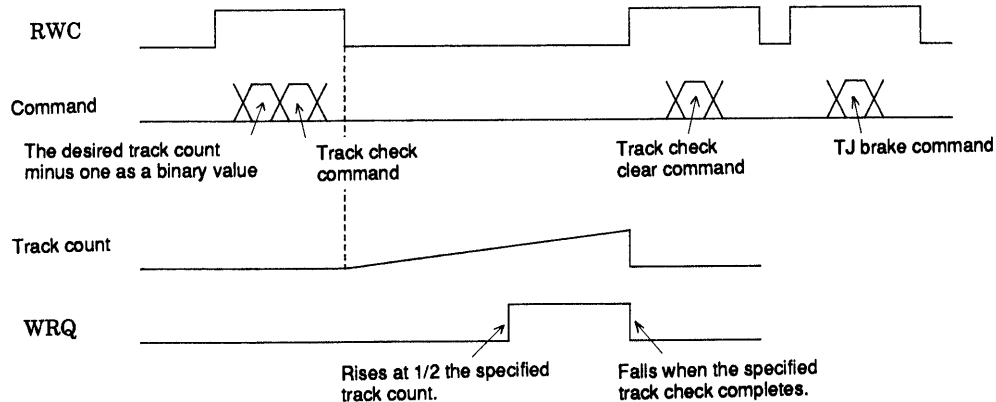 RWC
Command
The desired track count
minus one as a binary value
Track check
command
Track check
clear command
TJ brake command
Track count
WRQ
Rises at 1/2 the specified
track count.
Falls when the specified
track check completes.